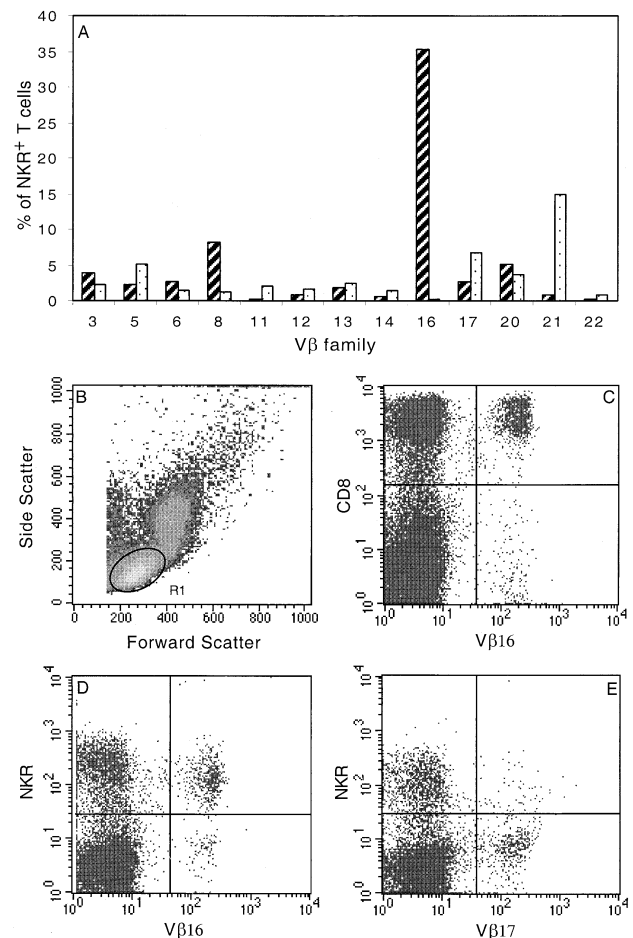 A
% of NKR+ T cells
40
35
30
25
20
15
10
5
0
3 5 6 8 11 12 13 14 16 17 20 21 22
Vβ family
B
Side Scatter
1000
800
600
400
200
0
R1
0 200 400 600 800 1000
Forward Scatter
C
CD8
10^4
10^3
10^2
10^1
10^0
10^0 10^1 10^2 10^3 10^4
Vβ16
D
NKR
10^4
10^3
10^2
10^1
10^0
10^0 10^1 10^2 10^3 10^4
Vβ16
E
NKR
10^4
10^3
10^2
10^1
10^0
10^0 10^1 10^2 10^3 10^4
Vβ17